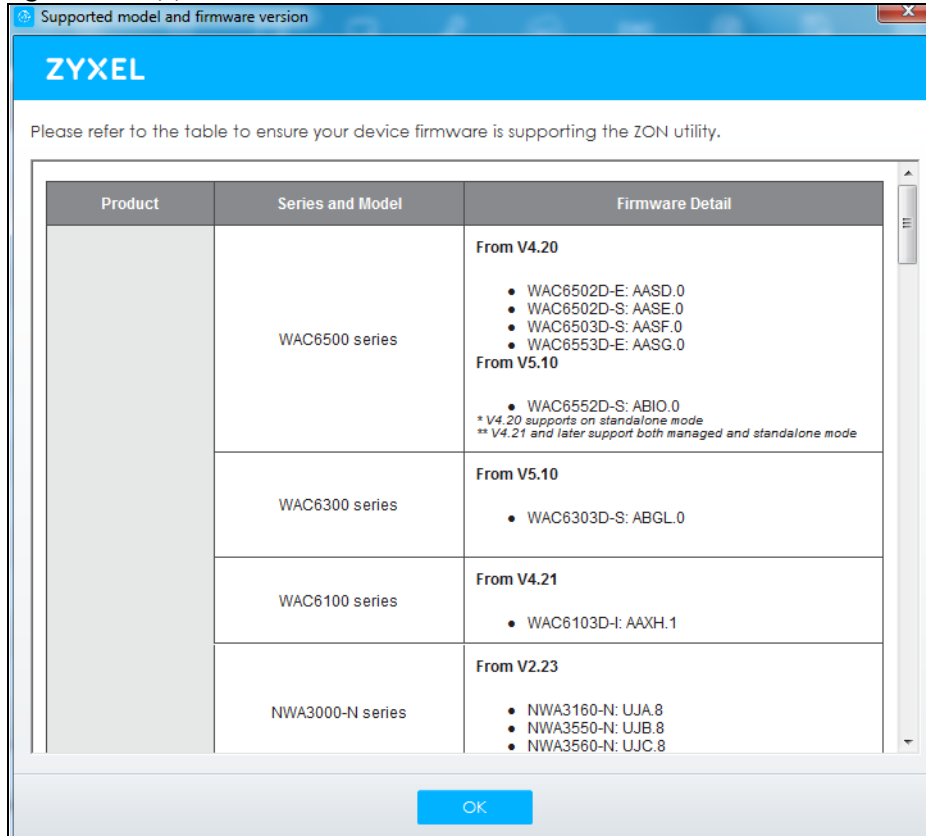 Supported model and firmware version
ZYXEL
Please refer to the table to ensure your device firmware is supporting the ZON utility.
Product Series and Model Firmware Detail
WAC6500 series
From V4.20
● WAC6502D-E: AASD.0
● WAC6502D-S: AASE.0
● WAC6503D-S: AASF.0
● WAC6553D-E: AASG.0
From V5.10
● WAC6552D-S: ABIO.0
* V4.20 supports on standalone mode
** V4.21 and later support both managed and standalone mode
WAC6300 series
From V5.10
● WAC6303D-S: ABGL.0
WAC6100 series
From V4.21
● WAC6103D-I: AAXH.1
NWA3000-N series
From V2.23
● NWA3160-N: UJA.8
● NWA3550-N: UJB.8
● NWA3560-N: UJC.8
OK